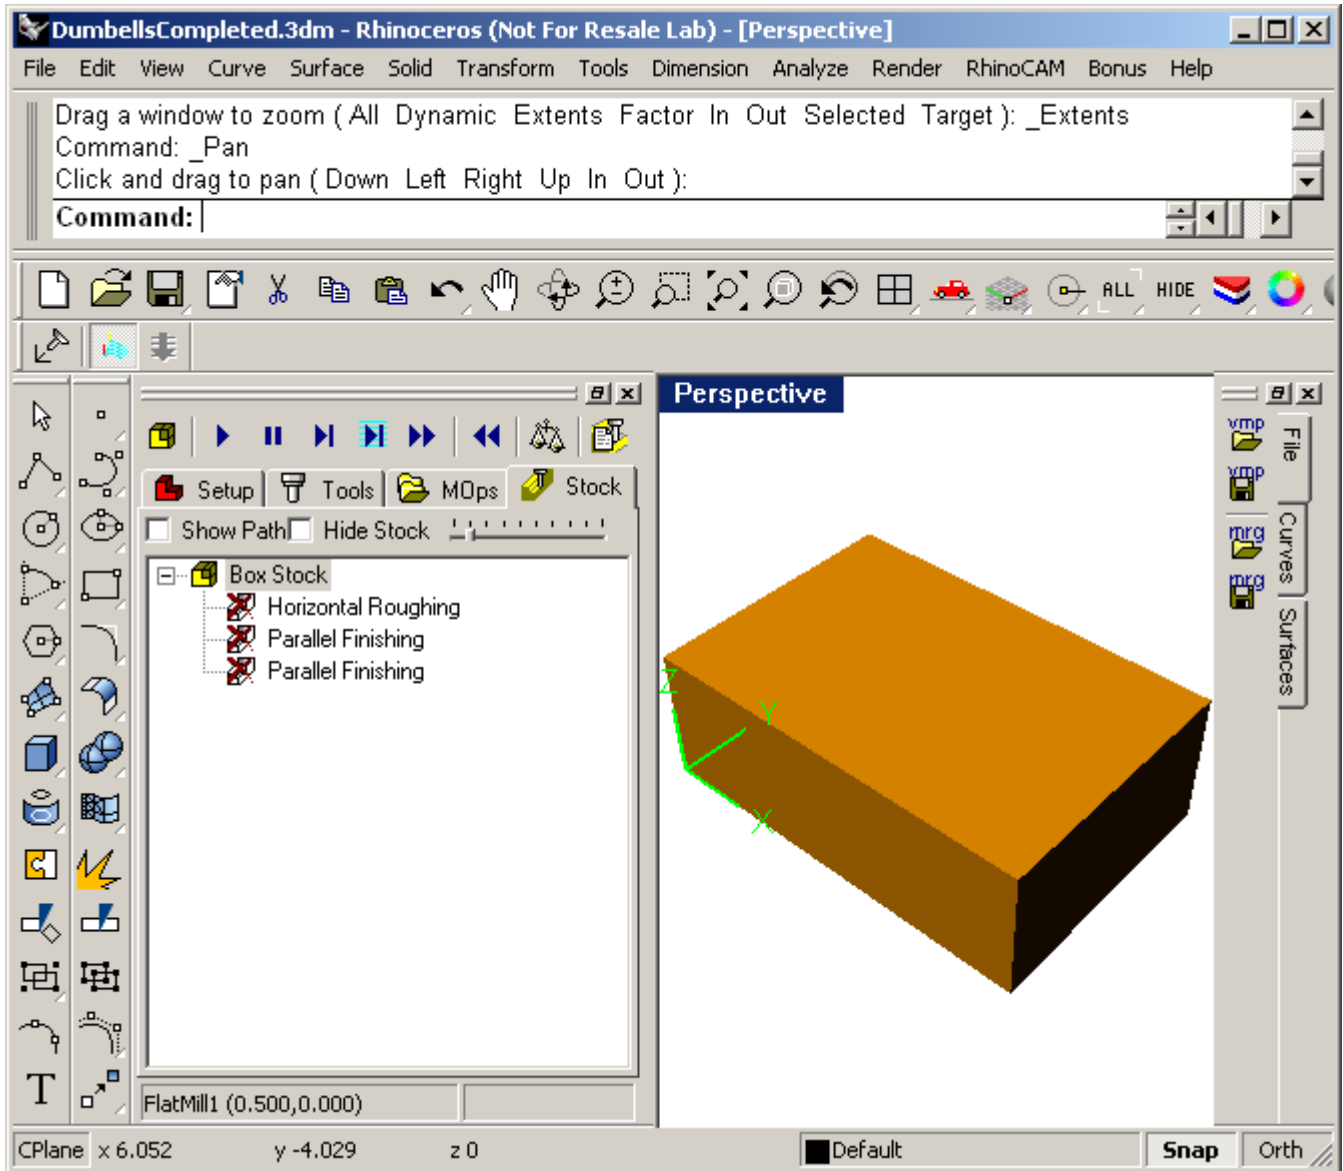 DumbellsCompleted.3dm - Rhinoceros (Not For Resale Lab) - [Perspective]
File Edit View Curve Surface Solid Transform Tools Dimension Analyze Render RhinoCAM Bonus Help
Drag a window to zoom ( All Dynamic Extents Factor In Out Selected Target ): _Extents
Command: _Pan
Click and drag to pan ( Down Left Right Up In Out ):
Command:
ALL HIDE
Perspective
Setup Tools MOps Stock
Show Path Hide Stock
Box Stock
Horizontal Roughing
Parallel Finishing
Parallel Finishing
Z
Y
X
vmp
vmp
mrg
mrg
File
Curves
Surfaces
T
FlatMill1 (0.500,0.000)
CPlane x 6.052 y -4.029 z 0 Default Snap Orth